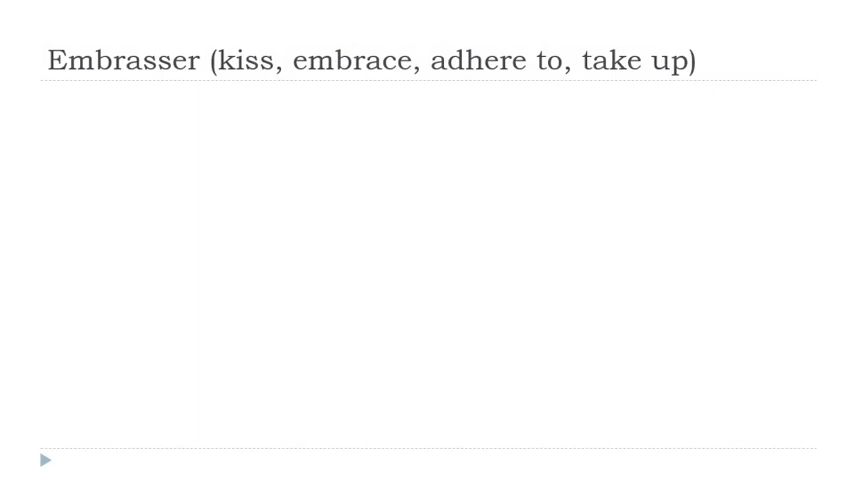 Embrasser (kiss, embrace, adhere to, take up)